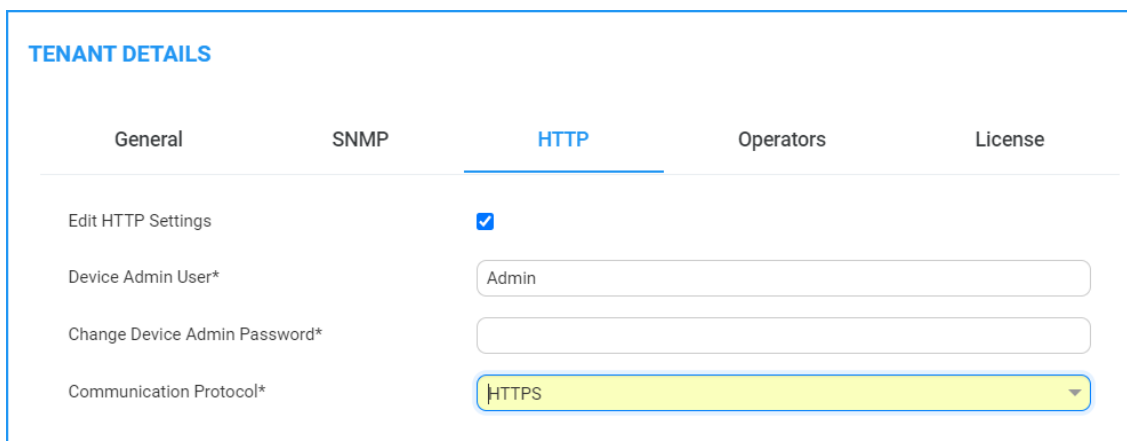 TENANT DETAILS
General SNMP HTTP Operators License
Edit HTTP Settings
Device Admin User* Admin
Change Device Admin Password*
Communication Protocol* HTTPS